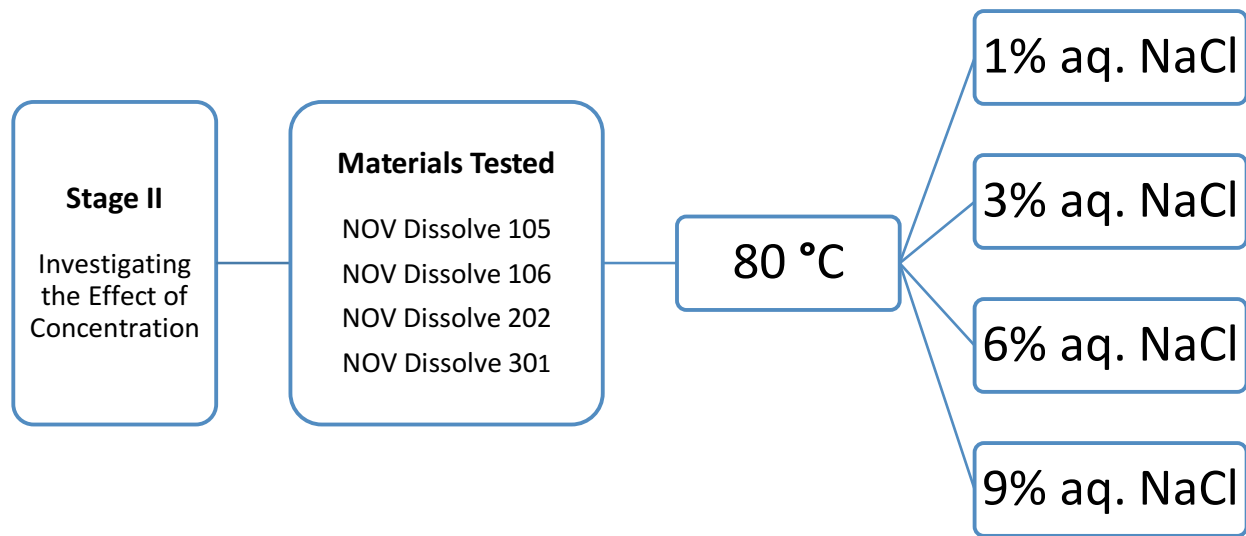 Stage II
Investigating
the Effect of
Concentration
Materials Tested
NOV Dissolve 105
NOV Dissolve 106
NOV Dissolve 202
NOV Dissolve 301
80 °C
1% aq. NaCl
3% aq. NaCl
6% aq. NaCl
9% aq. NaCl